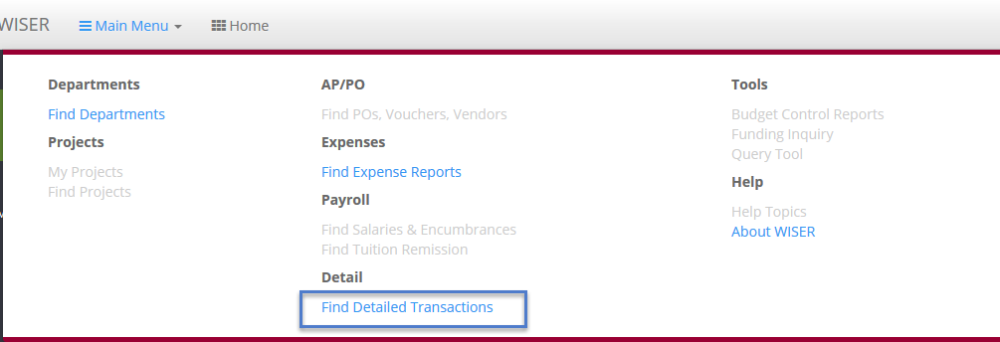 WISER Main Menu Home
Departments
Find Departments
Projects
My Projects
Find Projects
AP/PO
Find POs, Vouchers, Vendors
Expenses
Find Expense Reports
Payroll
Find Salaries & Encumbrances
Find Tuition Remission
Detail
Find Detailed Transactions
Tools
Budget Control Reports
Funding Inquiry
Query Tool
Help
Help Topics
About WISER